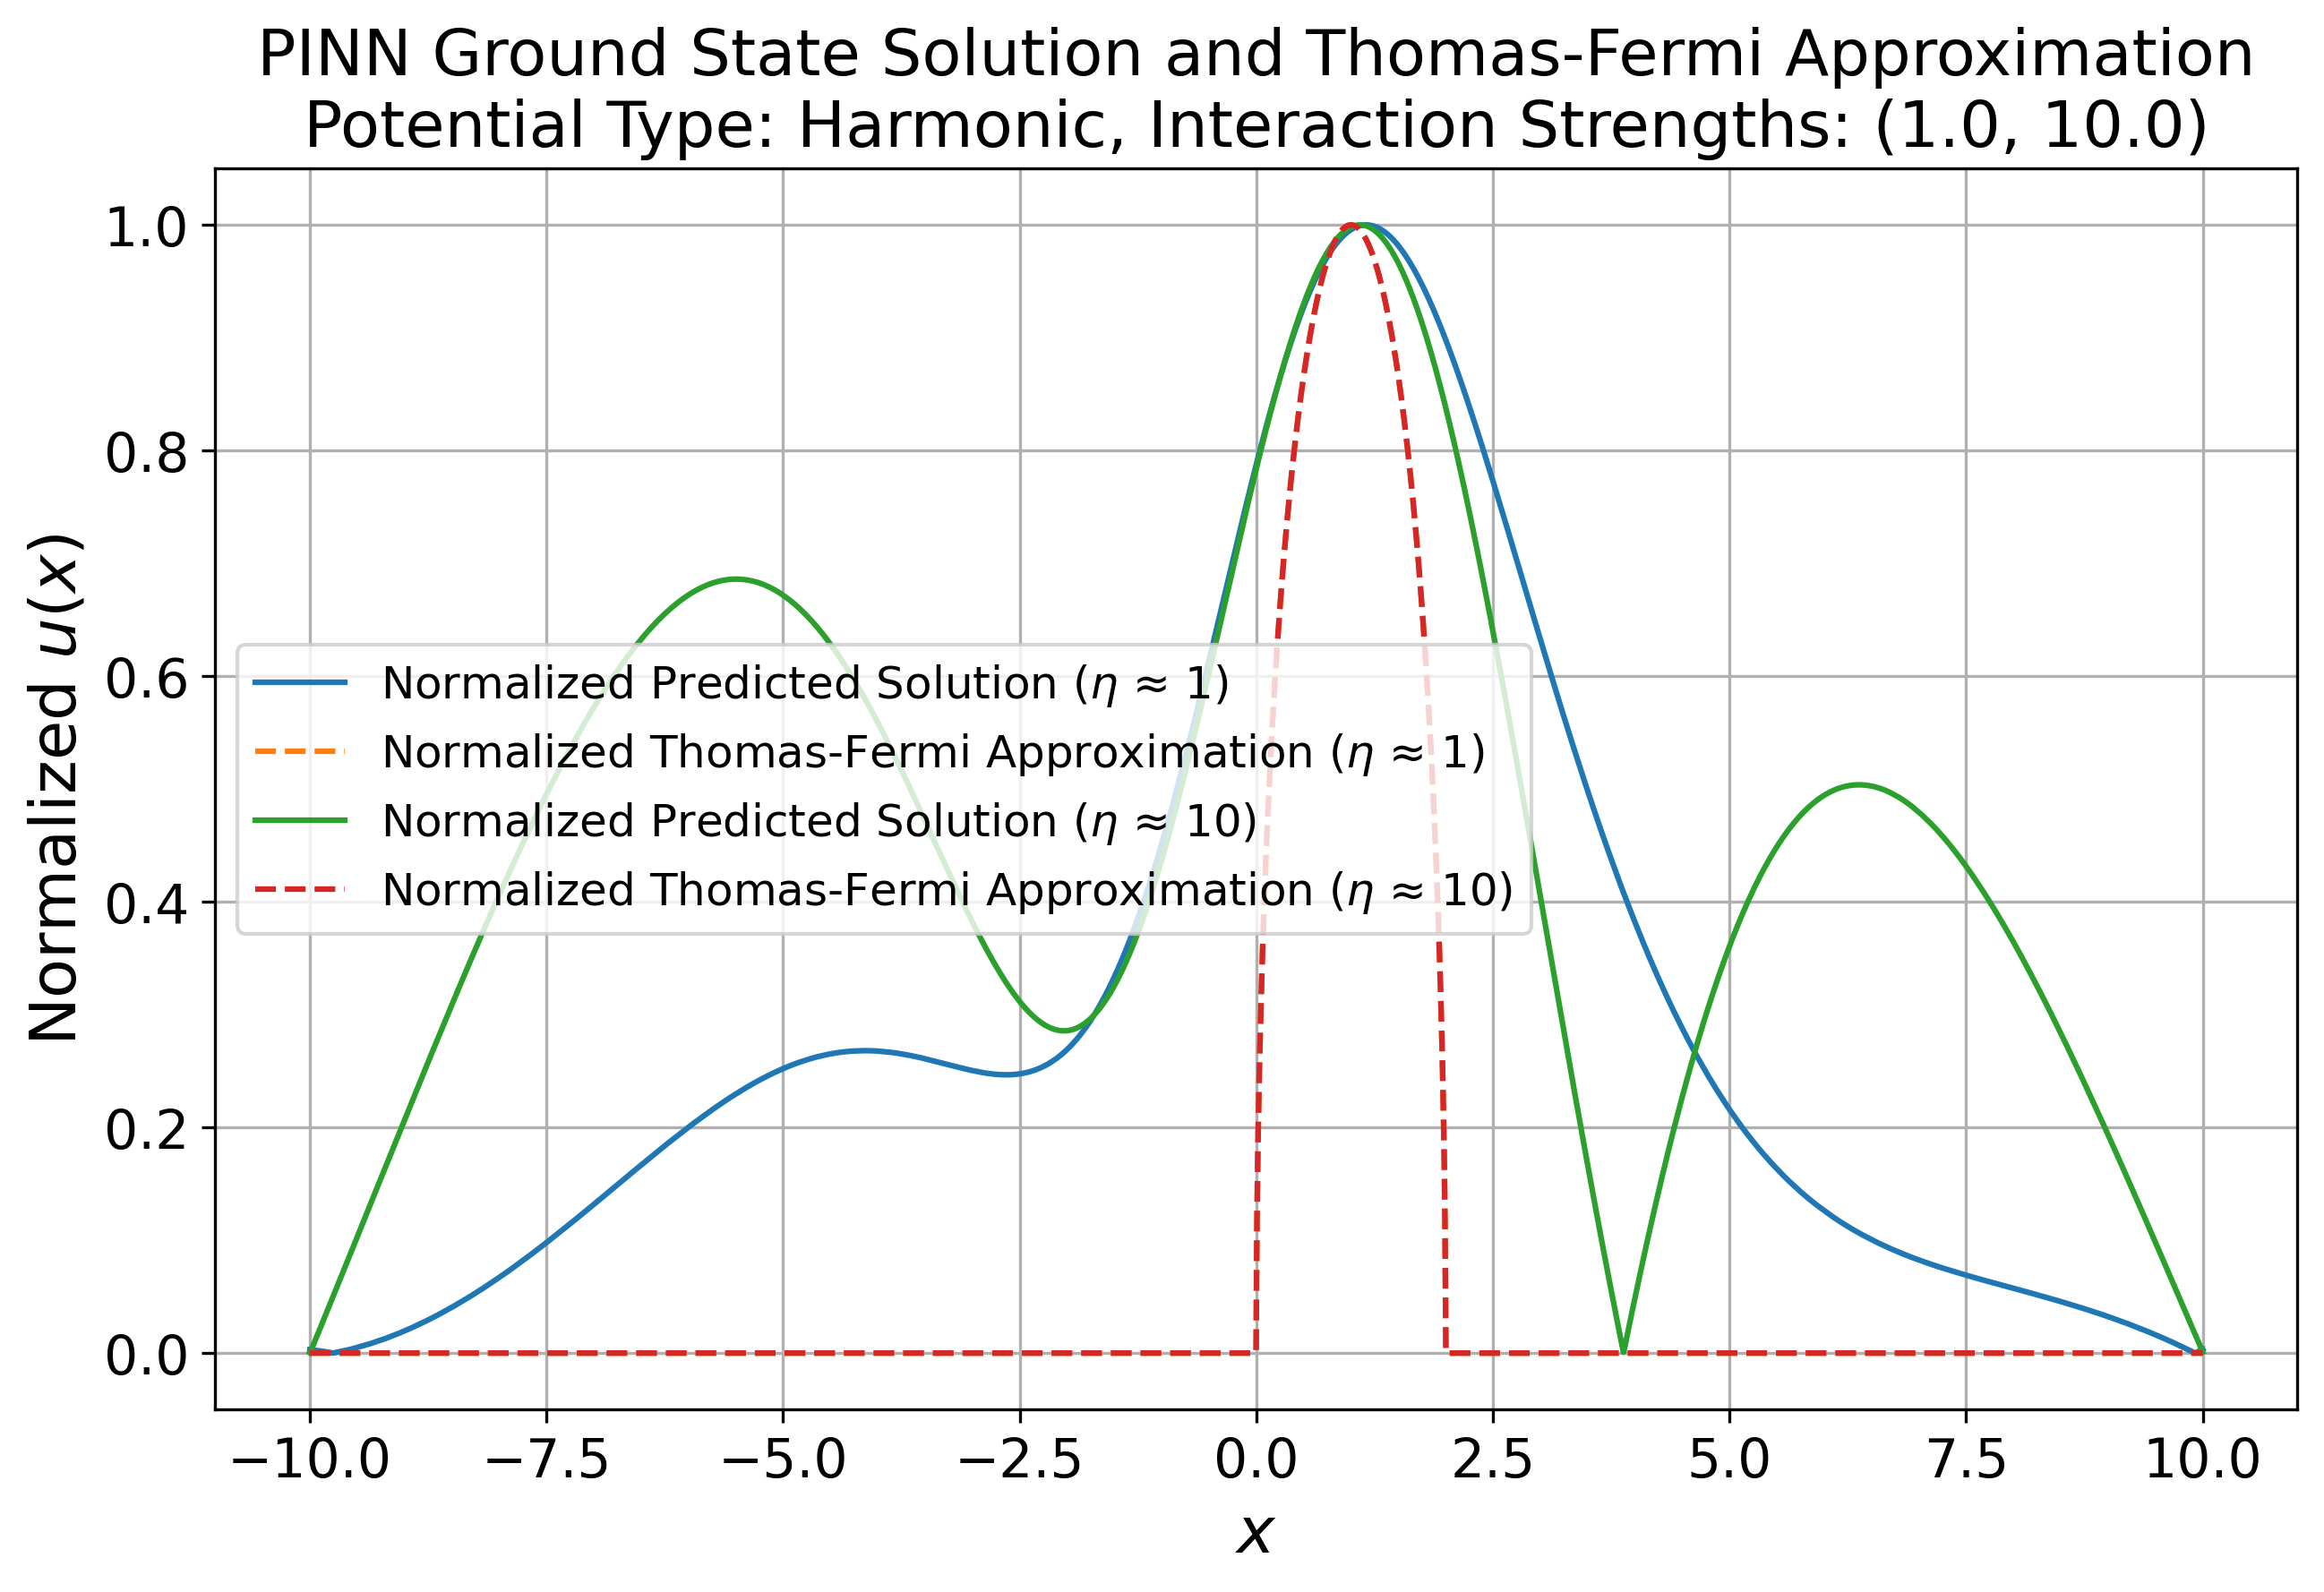 PINN Ground State Solution and Thomas-Fermi Approximation
Potential Type: Harmonic, Interaction Strengths: (1.0, 10.0)
Normalized u(x)
1.0
0.8
0.6
0.4
0.2
0.0
Normalized Predicted Solution (η ≈ 1)
Normalized Thomas-Fermi Approximation (η ≈ 1)
Normalized Predicted Solution (η ≈ 10)
Normalized Thomas-Fermi Approximation (η ≈ 10)
−10.0 −7.5 −5.0 −2.5 0.0 2.5 5.0 7.5 10.0
x